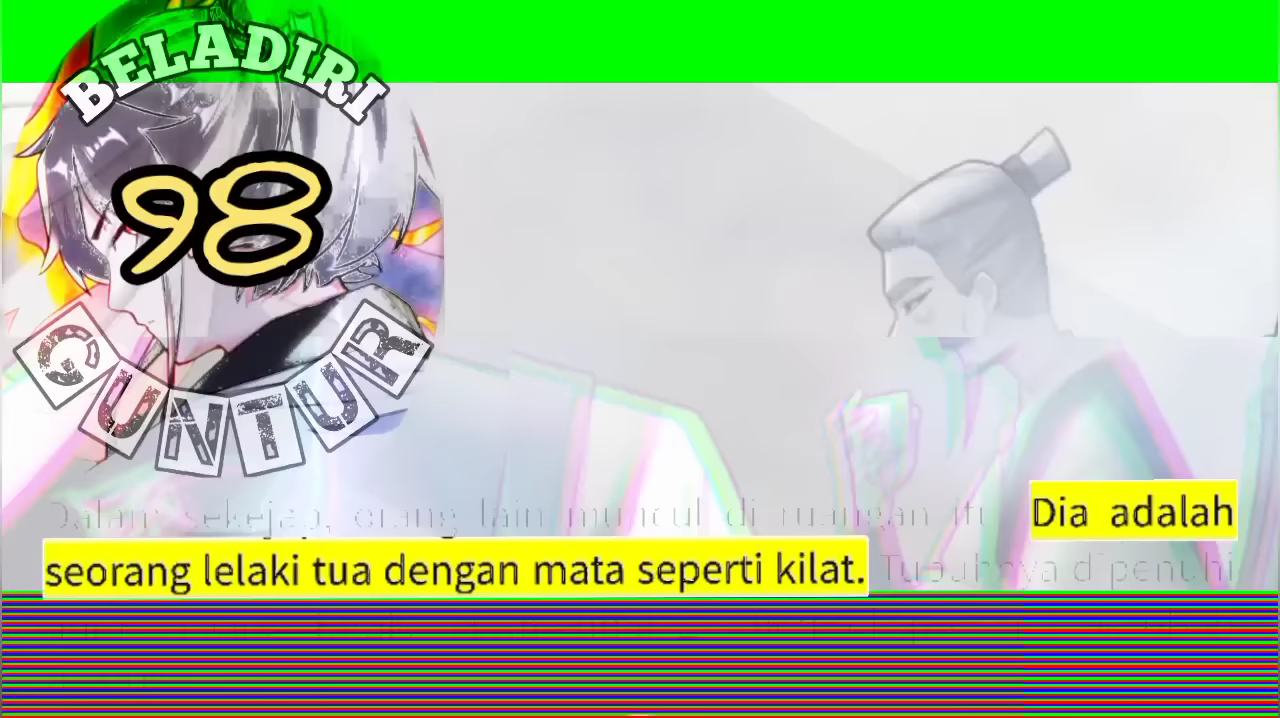 BELADIRI
98
GUNTUR
Dalam sekejap, orang lain muncul di ruangan itu Dia adalah
seorang lelaki tua dengan mata seperti kilat. Tubuhnya dipenuhi